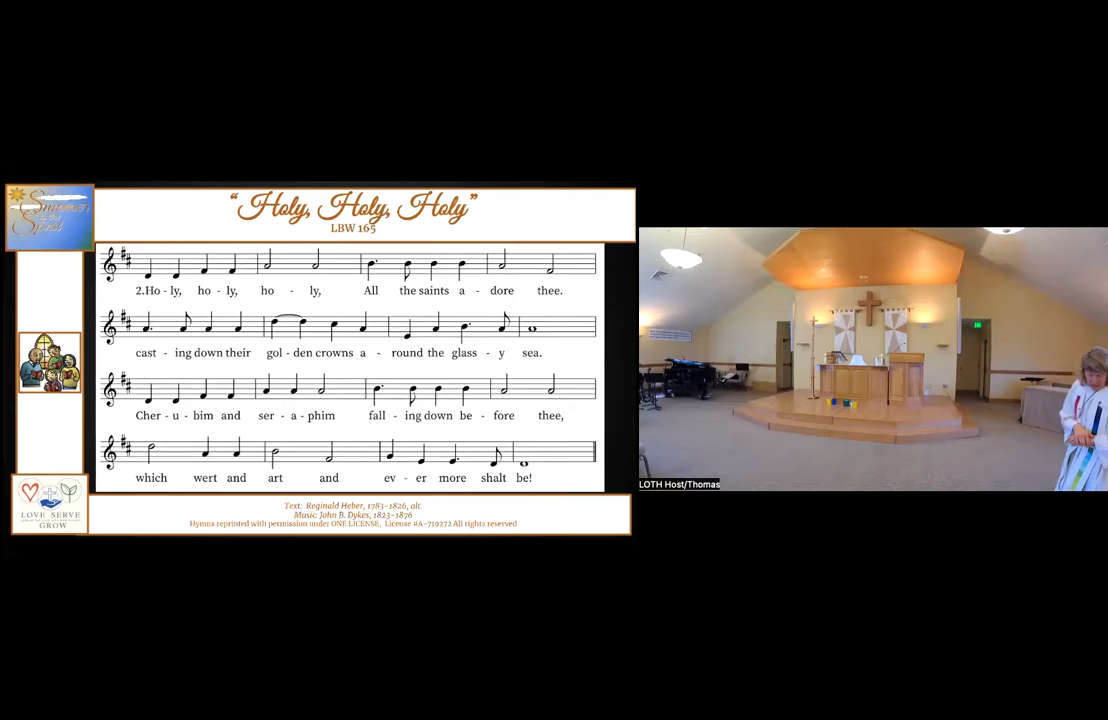 Summer
Spirit
"Holy, Holy, Holy"
LBW 165
2.Ho - ly, ho - ly, ho - ly, All the saints a - dore thee.
cast - ing down their gol - den crowns a - round the glass - y sea.
Cher - u - bim and ser - a - phim fall - ing down be - fore thee,
which wert and art and ev - er more shalt be!
LOVE SERVE
GROW
Text: Reginald Heber, 1783-1826, alt.
Music: John B. Dykes, 1823-1876
Hymns reprinted with permission under ONE LICENSE, License #A-719272 All rights reserved
LOTH Host/Thomas